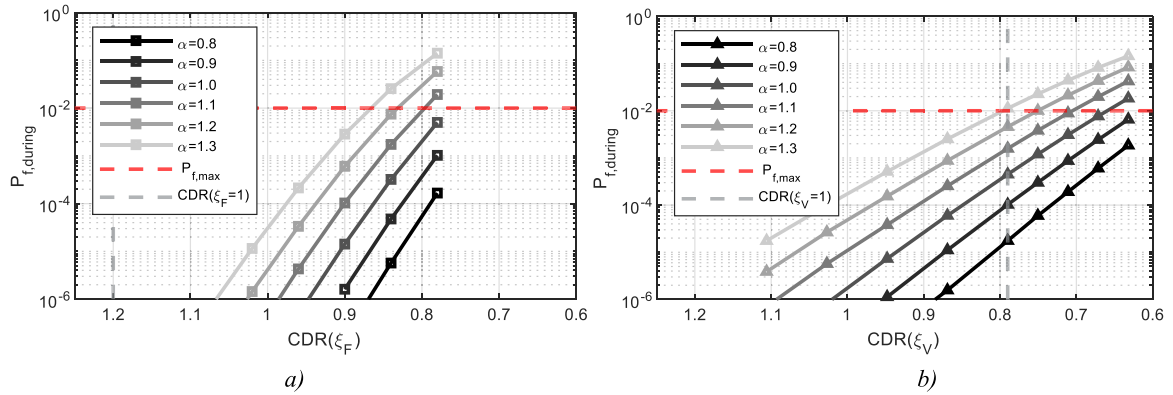 10^0
10^-2
10^-4
10^-6
P_f,during
α=0.8
α=0.9
α=1.0
α=1.1
α=1.2
α=1.3
P_f,max
CDR(ξ_F=1)
1.2
1.1
1
0.9
0.8
0.7
0.6
CDR(ξ_F)
a)
10^0
10^-2
10^-4
10^-6
P_f,during
α=0.8
α=0.9
α=1.0
α=1.1
α=1.2
α=1.3
P_f,max
CDR(ξ_V=1)
1.2
1.1
1
0.9
0.8
0.7
0.6
CDR(ξ_V)
b)